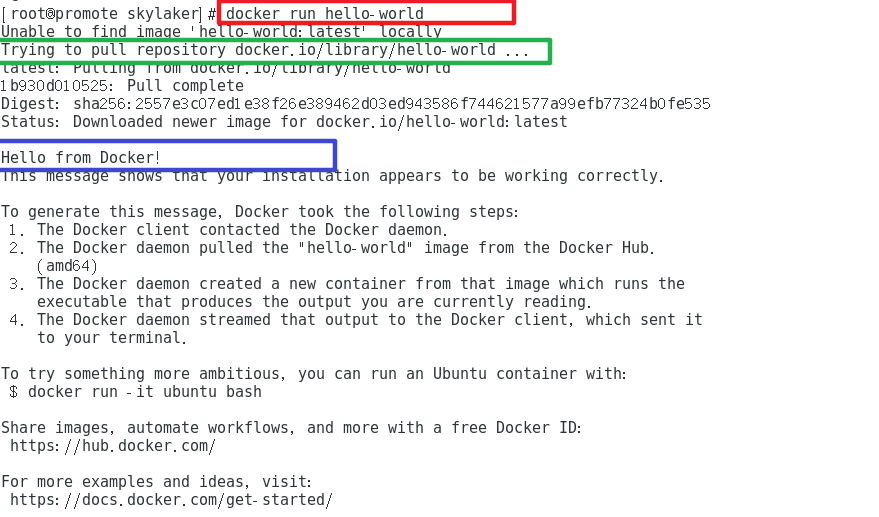 [root@promote skylaker]# docker run hello-world
Unable to find image 'hello-world:latest' locally
Trying to pull repository docker.io/library/hello-world ...
latest: Pulling from docker.io/library/hello-world
1b930d010525: Pull complete
Digest: sha256:2557e3c07ed1e38f26e389462d03ed943586f744621577a99efb77324b0fe535
Status: Downloaded newer image for docker.io/hello-world:latest
Hello from Docker!
This message shows that your installation appears to be working correctly.
To generate this message, Docker took the following steps:
1. The Docker client contacted the Docker daemon.
2. The Docker daemon pulled the "hello-world" image from the Docker Hub.
(amd64)
3. The Docker daemon created a new container from that image which runs the
executable that produces the output you are currently reading.
4. The Docker daemon streamed that output to the Docker client, which sent it
to your terminal.
To try something more ambitious, you can run an Ubuntu container with:
$ docker run -it ubuntu bash
Share images, automate workflows, and more with a free Docker ID:
https://hub.docker.com/
For more examples and ideas, visit:
https://docs.docker.com/get-started/